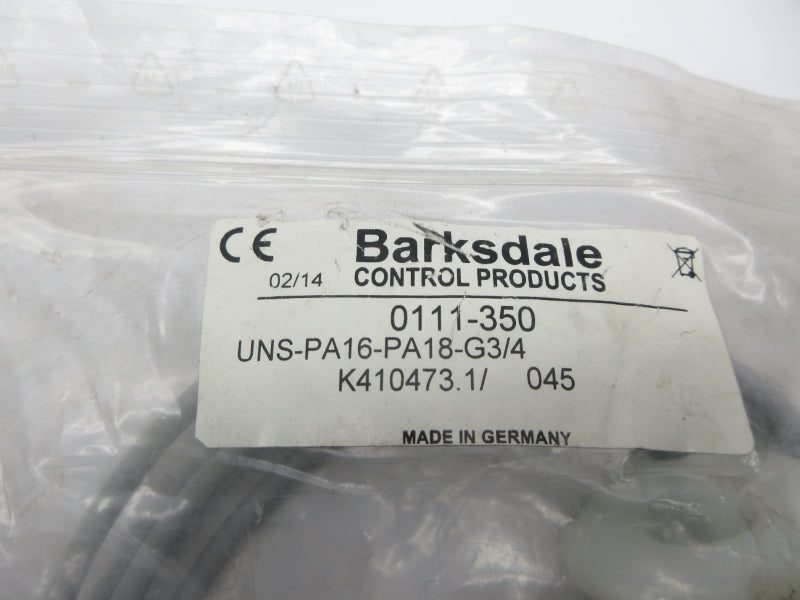 CE
Barksdale
02/14 CONTROL PRODUCTS
0111-350
UNS-PA16-PA18-G3/4
K410473.1/ 045
MADE IN GERMANY